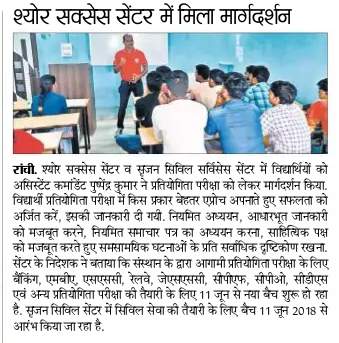 श्योर सक्सेस सेंटर में मिला मार्गदर्शन
रांची. श्योर सक्सेस सेंटर व सृजन सिविल सर्विसेस सेंटर में विद्यार्थियों को
असिस्टेंट कमांडेंट पुष्पेंद्र कुमार ने प्रतियोगिता परीक्षा को लेकर मार्गदर्शन किया.
विद्यार्थी प्रतियोगिता परीक्षा में किस प्रकार बेहतर एप्रोच अपनाते हुए सफलता को
अर्जित करें, इसकी जानकारी दी गयी. नियमित अध्ययन, आधारभूत जानकारी
को मजबूत करने, नियमित समाचार पत्र का अध्ययन करना, साहित्यिक पक्ष
को मजबूत करते हुए समसामयिक घटनाओं के प्रति सर्वाधिक दृष्टिकोण रखना.
सेंटर के निदेशक ने बताया कि संस्थान के द्वारा आगामी प्रतियोगिता परीक्षा के लिए
बैंकिंग, एमबीए, एसएससी, रेलवे, जेएसएससी, सीपीएफ, सीपीओ, सीडीएस
एवं अन्य प्रतियोगिता परीक्षा की तैयारी के लिए 11 जून से नया बैच शुरू हो रहा
है. सृजन सिविल सेंटर में सिविल सेवा की तैयारी के लिए बैच 11 जून 2018 से
आरंभ किया जा रहा है.